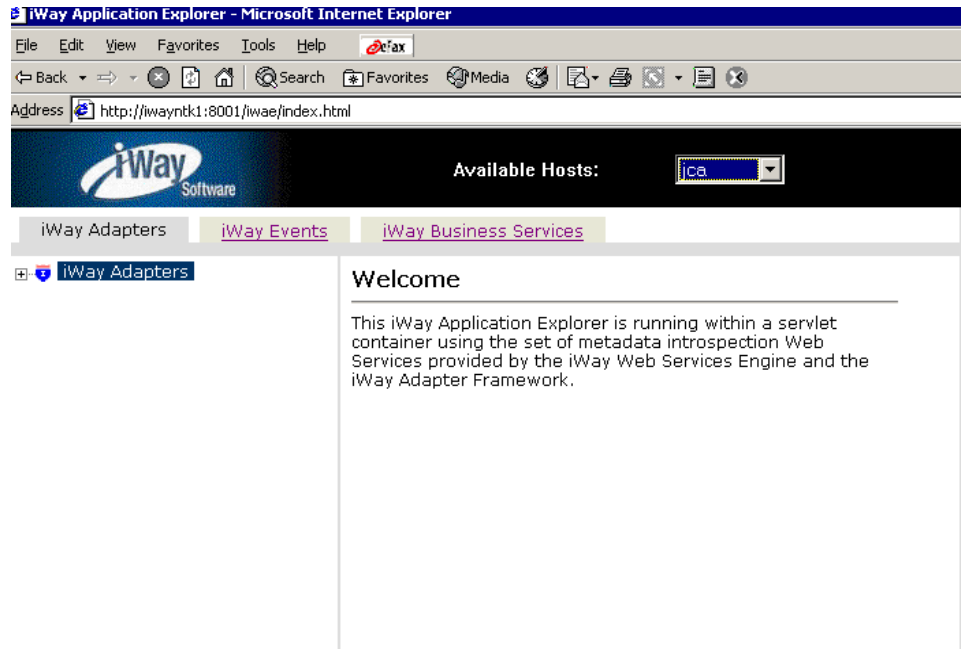 iWay Application Explorer - Microsoft Internet Explorer
File Edit View Favorites Tools Help efax
Back Search Favorites Media
Address http://iwayntk1:8001/iwae/index.html
iWay Software Available Hosts: jca
iWay Adapters iWay Events iWay Business Services
iWay Adapters
Welcome
This iWay Application Explorer is running within a servlet
container using the set of metadata introspection Web
Services provided by the iWay Web Services Engine and the
iWay Adapter Framework.